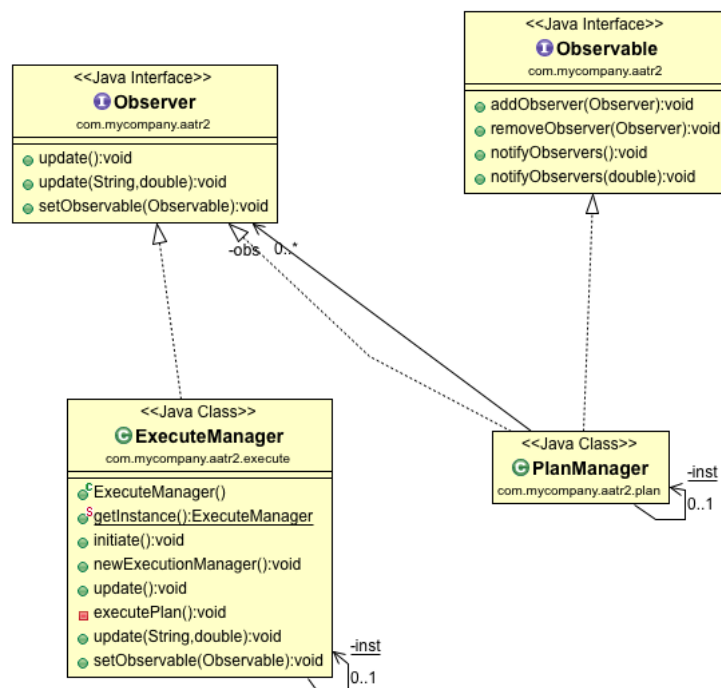 <<Java Interface>>
Observer
com.mycompany.aatr2
update():void
update(String,double):void
setObservable(Observable):void
<<Java Interface>>
Observable
com.mycompany.aatr2
addObserver(Observer):void
removeObserver(Observer):void
notifyObservers():void
notifyObservers(double):void
-obs 0..*
<<Java Class>>
ExecuteManager
com.mycompany.aatr2.execute
ExecuteManager()
getInstance():ExecuteManager
initiate():void
newExecutionManager():void
update():void
executePlan():void
update(String,double):void
setObservable(Observable):void
-inst
0..1
<<Java Class>>
PlanManager
com.mycompany.aatr2.plan
-inst
0..1